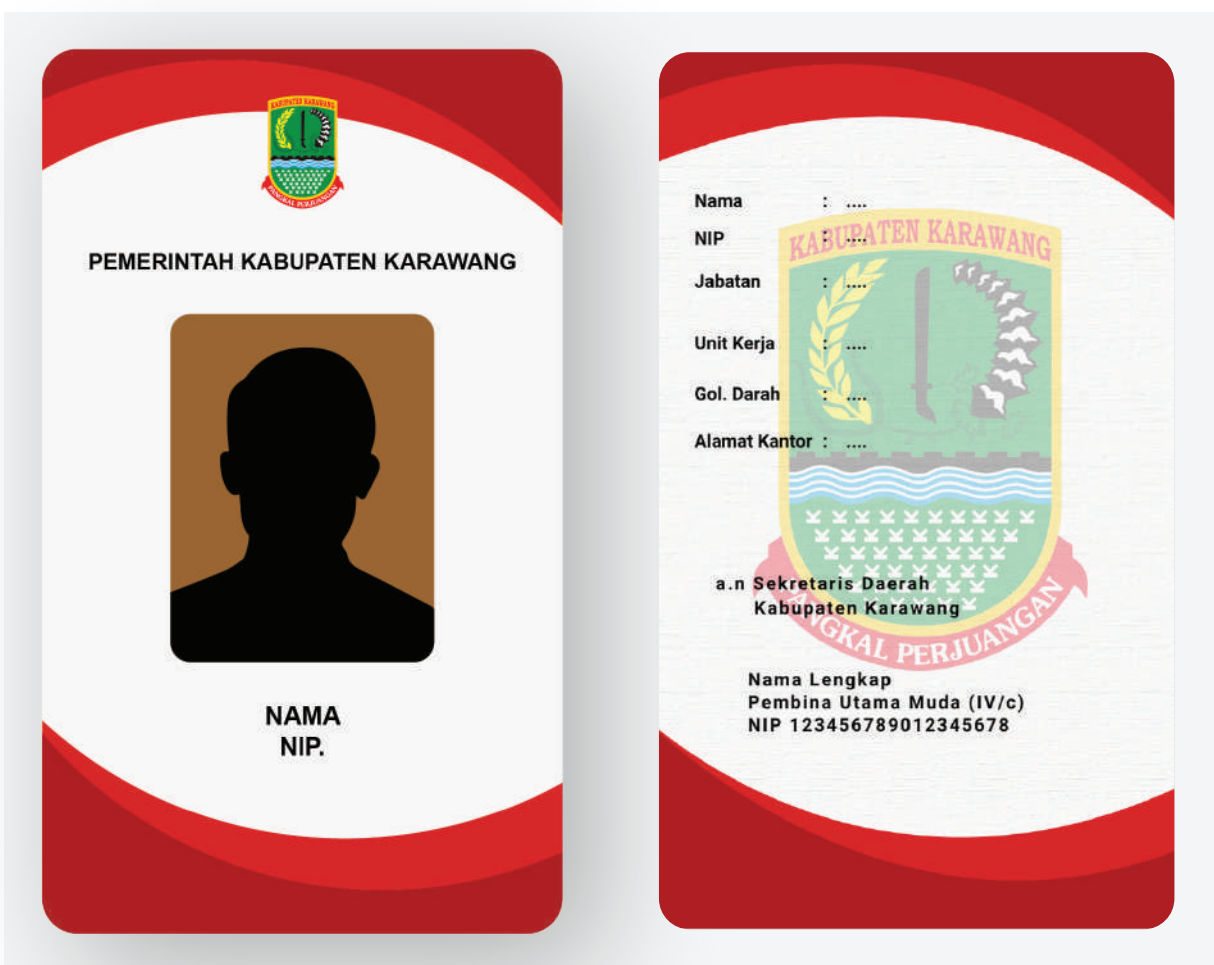 KABUPATEN KARAWANG
PANGKAL PERJUANGAN
PEMERINTAH KABUPATEN KARAWANG
NAMA
NIP.
Nama : ....
NIP : ....
Jabatan : ....
Unit Kerja : ....
Gol. Darah : ....
Alamat Kantor : ....
KABUPATEN KARAWANG
a.n Sekretaris Daerah
Kabupaten Karawang
PANGKAL PERJUANGAN
Nama Lengkap
Pembina Utama Muda (IV/c)
NIP 123456789012345678